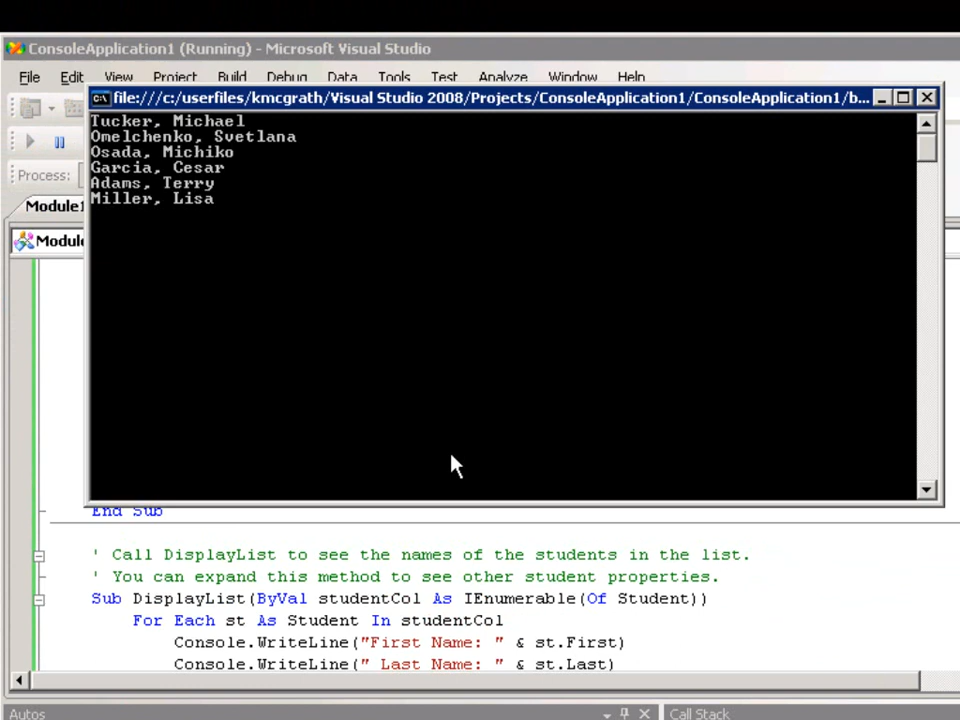 ConsoleApplication1 (Running) - Microsoft Visual Studio
File Edit View Project Build Debug Data Tools Test Analyze Window Help
file:///c:/userfiles/kmcgrath/Visual Studio 2008/Projects/ConsoleApplication1/ConsoleApplication1/b...
Tucker, Michael
Omelchenko, Svetlana
Osada, Michiko
Garcia, Cesar
Adams, Terry
Miller, Lisa
Process:
Module1
Modul
End Sub
' Call DisplayList to see the names of the students in the list.
' You can expand this method to see other student properties.
Sub DisplayList(ByVal studentCol As IEnumerable(Of Student))
For Each st As Student In studentCol
Console.WriteLine("First Name: " & st.First)
Console.WriteLine(" Last Name: " & st.Last)
Autos
Call Stack